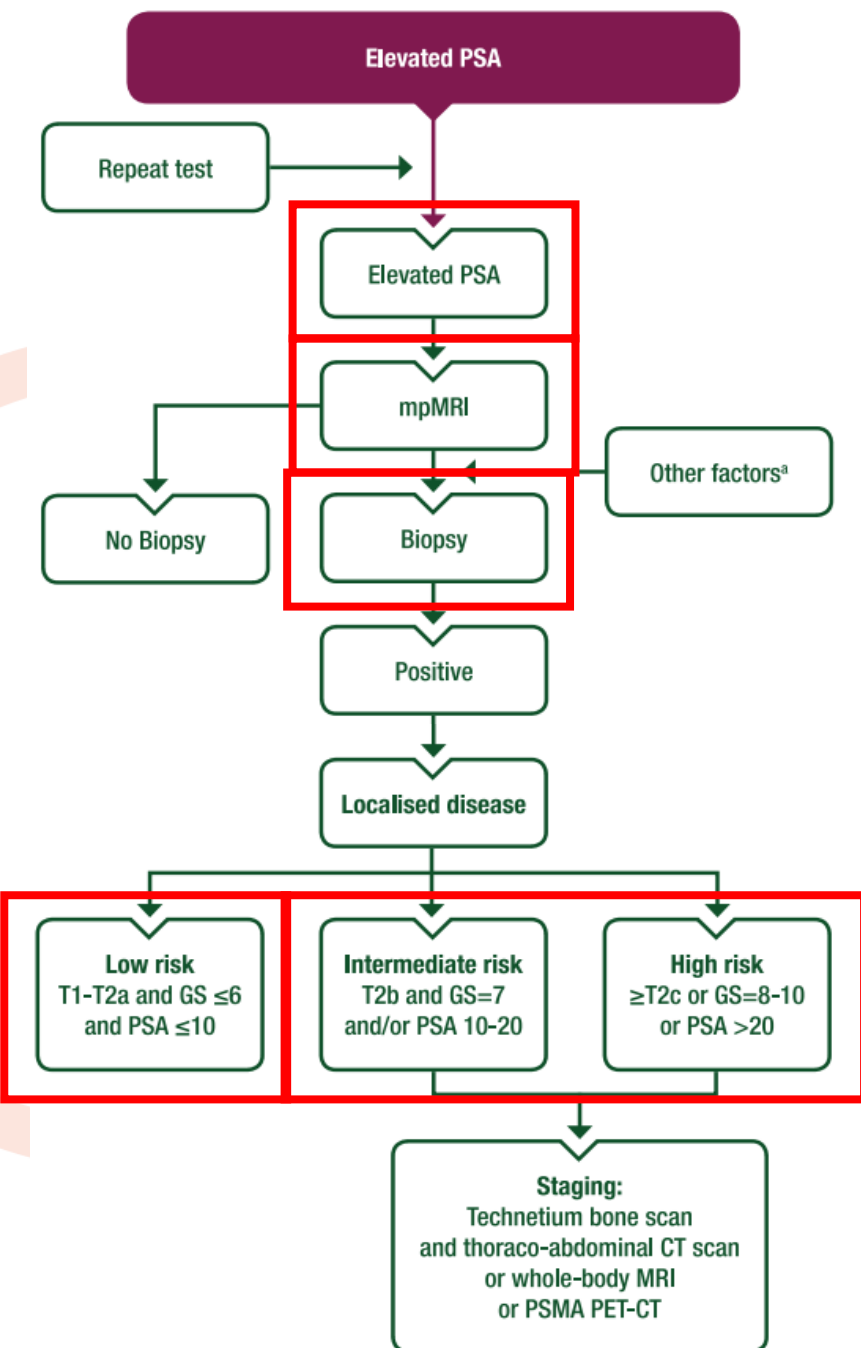 Elevated PSA
Repeat test
Elevated PSA
mpMRI
Other factorsᵃ
No Biopsy
Biopsy
Positive
Localised disease
Low risk
T1-T2a and GS ≤6
and PSA ≤10
Intermediate risk
T2b and GS=7
and/or PSA 10-20
High risk
≥T2c or GS=8-10
or PSA >20
Staging:
Technetium bone scan
and thoraco-abdominal CT scan
or whole-body MRI
or PSMA PET-CT